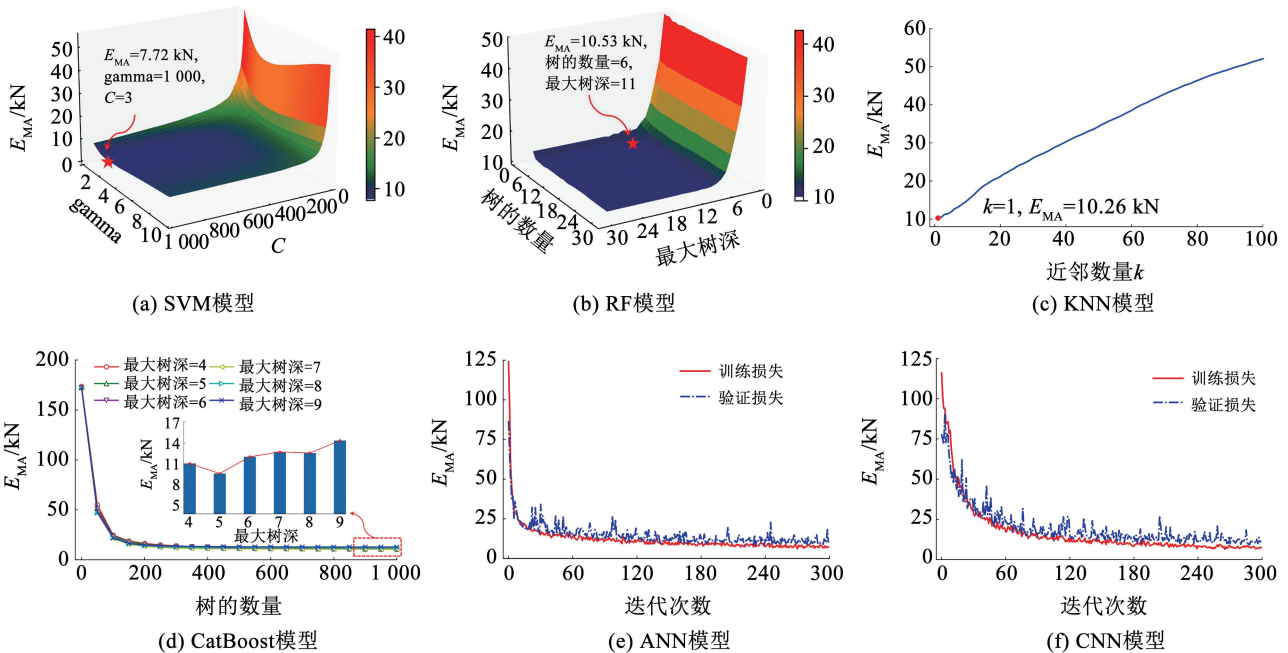 E_MA/kN
50
40
30
20
10
0
E_MA=7.72 kN,
gamma=1 000,
C=3
2
4
6
8
10
gamma
1 000
800
600
400
200
0
C
40
30
20
10
(a) SVM模型
E_MA/kN
50
40
30
20
10
E_MA=10.53 kN,
树的数量=6,
最大树深=11
0
6
12
18
24
30
树的数量
30
24
18
12
6
0
最大树深
40
30
20
10
(b) RF模型
E_MA/kN
60
50
40
30
20
10
k=1, E_MA=10.26 kN
0 20 40 60 80 100
近邻数量k
(c) KNN模型
E_MA/kN
200
150
100
50
0
最大树深=4 最大树深=7
最大树深=5 最大树深=8
最大树深=6 最大树深=9
E_MA/kN
17
14
11
8
5
4 5 6 7 8 9
最大树深
0 200 400 600 800 1 000
树的数量
(d) CatBoost模型
E_MA/kN
125
100
75
50
25
0
训练损失
验证损失
0 60 120 180 240 300
迭代次数
(e) ANN模型
E_MA/kN
125
100
75
50
25
0
训练损失
验证损失
0 60 120 180 240 300
迭代次数
(f) CNN模型